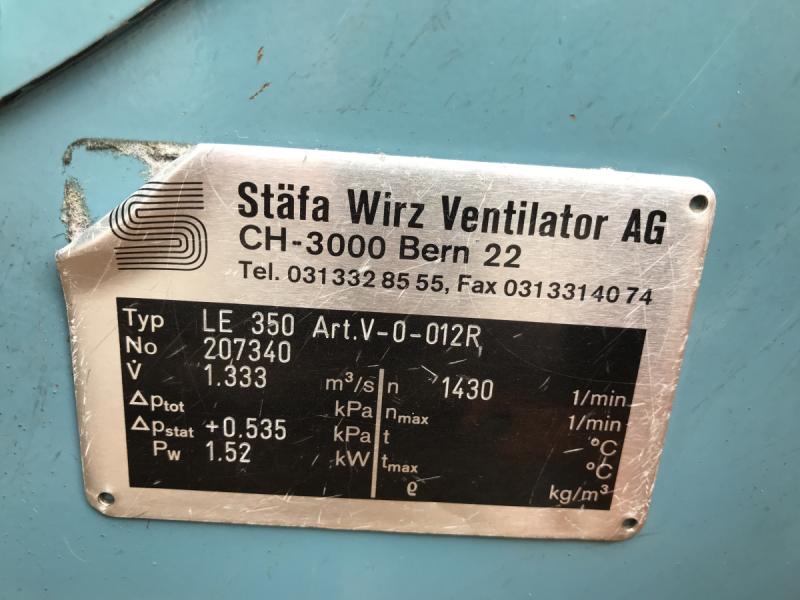 Stäfa Wirz Ventilator AG
CH-3000 Bern 22
Tel. 031 332 85 55, Fax 031 331 40 74
Typ LE 350 Art.V-0-012R
No 207340
V̇ 1.333 m³/s n 1430 1/min
Δptot kPa nmax 1/min
Δpstat +0.535 kPa t °C
PW 1.52 kW tmax °C
ϱ kg/m³